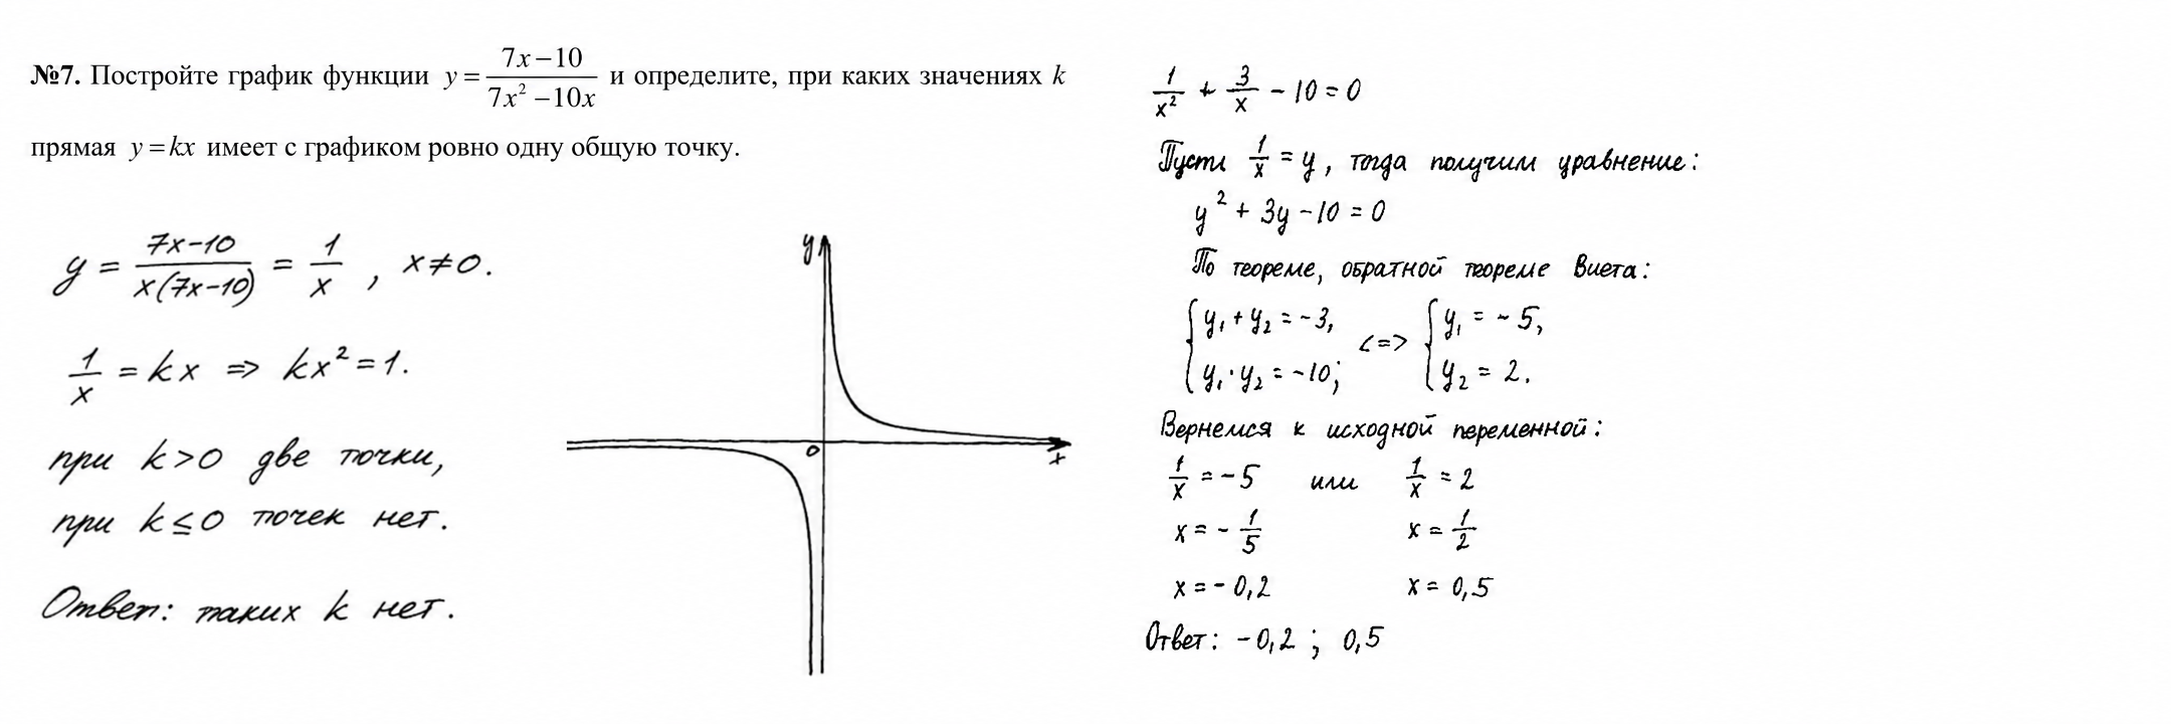 №7. Постройте график функции y = (7x−10)/(7x²−10x) и определите, при каких значениях k
прямая y = kx имеет с графиком ровно одну общую точку.
y = (7x−10)/(x(7x−10)) = 1/x , x≠0.
1/x = kx => kx² = 1.
при k>0 две точки,
при k≤0 точек нет.
Ответ: таких k нет.
y
0
x
1/x² + 3/x − 10 = 0
Пусть 1/x = y, тогда получим уравнение:
y² + 3y − 10 = 0
По теореме, обратной теореме Виета:
{ y₁ + y₂ = −3, <=> { y₁ = −5,
{ y₁ · y₂ = −10; { y₂ = 2.
Вернемся к исходной переменной:
1/x = −5 или 1/x = 2
x = −1/5 x = 1/2
x = −0,2 x = 0,5
Ответ: −0,2 ; 0,5